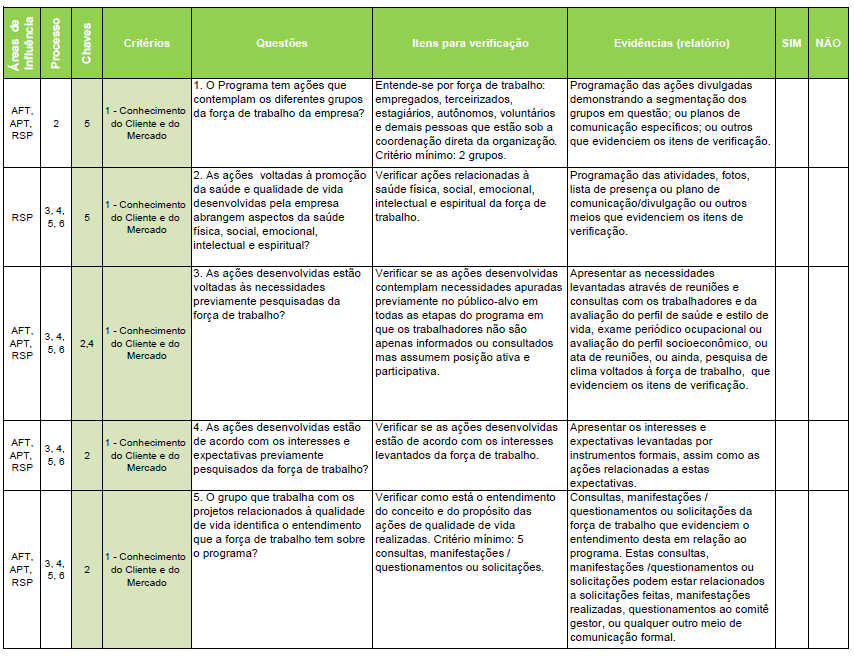 Áreas de Influência
Processo
Chaves
Critérios
Questões
Itens para verificação
Evidências (relatório)
SIM
NÃO
AFT,
APT,
RSP
2
5
1 - Conhecimento
do Cliente e do
Mercado
1. O Programa tem ações que
contemplam os diferentes grupos
da força de trabalho da empresa?
Entende-se por força de trabalho:
empregados, terceirizados,
estagiários, autônomos, voluntários
e demais pessoas que estão sob a
coordenação direta da organização.
Critério mínimo: 2 grupos.
Programação das ações divulgadas
demonstrando a segmentação dos
grupos em questão; ou planos de
comunicação específicos; ou outros
que evidenciem os itens de verificação.
RSP
3, 4,
5, 6
5
1 - Conhecimento
do Cliente e do
Mercado
2. As ações voltadas à promoção
da saúde e qualidade de vida
desenvolvidas pela empresa
abrangem aspectos da saúde
física, social, emocional,
intelectual e espiritual?
Verificar ações relacionadas à
saúde física, social, emocional,
intelectual e espiritual da força de
trabalho.
Programação das atividades, fotos,
lista de presença ou plano de
comunicação/divulgação ou outros
meios que evidenciem os itens de
verificação.
AFT,
APT,
RSP
3, 4,
5, 6
2,4
1 - Conhecimento
do Cliente e do
Mercado
3. As ações desenvolvidas estão
voltadas às necessidades
previamente pesquisadas da
força de trabalho?
Verificar se as ações desenvolvidas
contemplam necessidades apuradas
previamente no público-alvo em
todas as etapas do programa em
que os trabalhadores não são
apenas informados ou consultados
mas assumem posição ativa e
participativa.
Apresentar as necessidades
levantadas através de reuniões e
consultas com os trabalhadores e da
avaliação do perfil de saúde e estilo de
vida, exame periódico ocupacional ou
avaliação do perfil socioeconômico, ou
ata de reuniões, ou ainda, pesquisa de
clima voltados à força de trabalho, que
evidenciem os itens de verificação.
AFT,
APT,
RSP
3, 4,
5, 6
2
1 - Conhecimento
do Cliente e do
Mercado
4. As ações desenvolvidas estão
de acordo com os interesses e
expectativas previamente
pesquisados da força de trabalho?
Verificar se as ações desenvolvidas
estão de acordo com os interesses
levantados da força de trabalho.
Apresentar os interesses e
expectativas levantadas por
instrumentos formais, assim como as
ações relacionadas a estas
expectativas.
AFT,
APT,
RSP
3, 4,
5, 6
2
1 - Conhecimento
do Cliente e do
Mercado
5. O grupo que trabalha com os
projetos relacionados à qualidade
de vida identifica o entendimento
que a força de trabalho tem sobre
o programa?
Verificar como está o entendimento
do conceito e do propósito das
ações de qualidade de vida
realizadas. Critério mínimo: 5
consultas, manifestações /
questionamentos ou solicitações.
Consultas, manifestações /
questionamentos ou solicitações da
força de trabalho que evidenciem o
entendimento desta em relação ao
programa. Estas consultas,
manifestações /questionamentos ou
solicitações podem estar relacionados
a solicitações feitas, manifestações
realizadas, questionamentos ao comitê
gestor, ou qualquer outro meio de
comunicação formal.